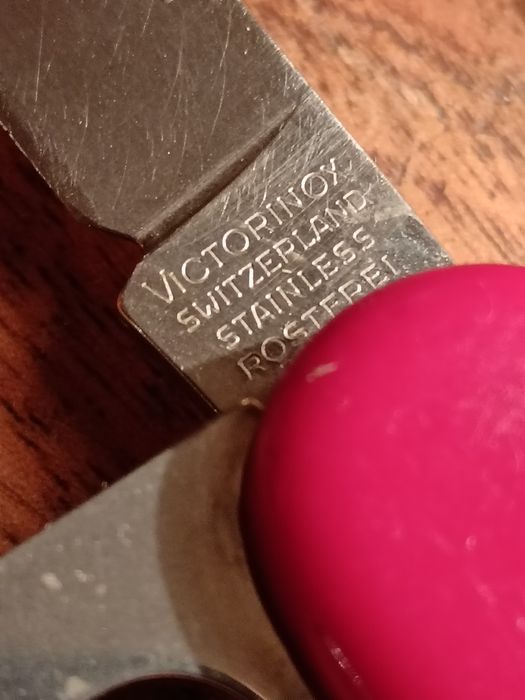 VICTORINOX
SWITZERLAND
STAINLESS
ROSTFREI